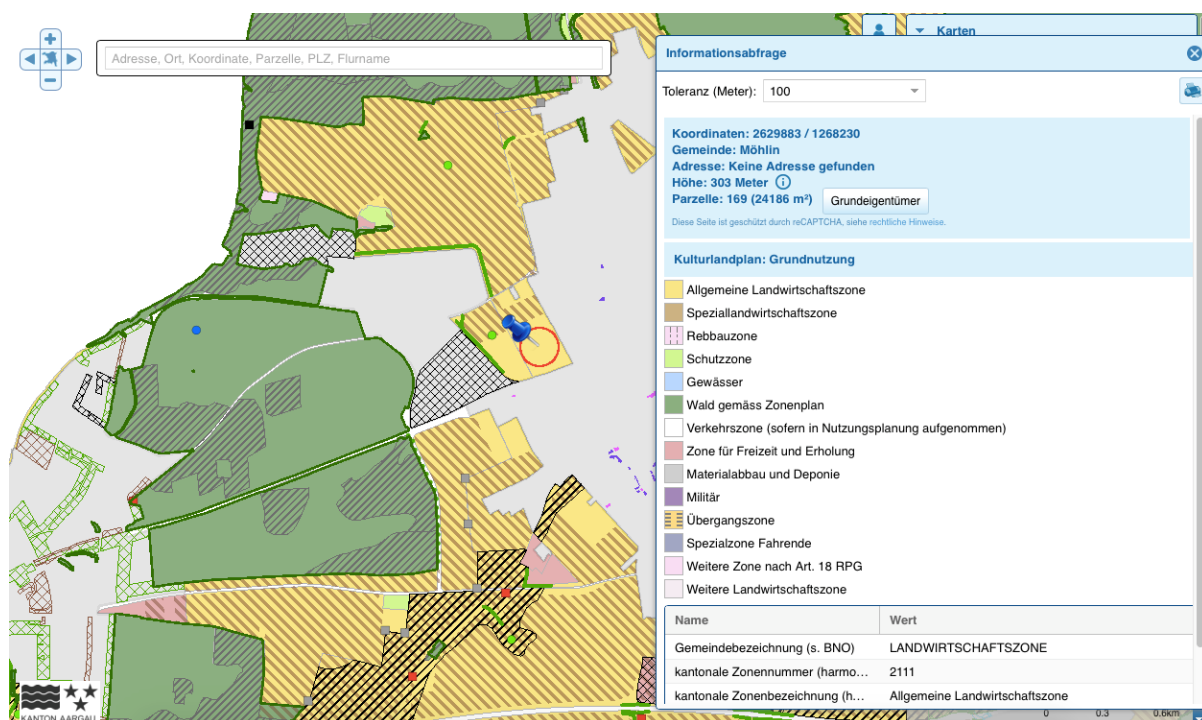 Karten
Adresse, Ort, Koordinate, Parzelle, PLZ, Flurname
Informationsabfrage
Toleranz (Meter): 100
Koordinaten: 2629883 / 1268230
Gemeinde: Möhlin
Adresse: Keine Adresse gefunden
Höhe: 303 Meter
Parzelle: 169 (24186 m²) Grundeigentümer
Diese Seite ist geschützt durch reCAPTCHA, siehe rechtliche Hinweise.
Kulturlandplan: Grundnutzung
Allgemeine Landwirtschaftszone
Speziallandwirtschaftszone
Rebbauzone
Schutzzone
Gewässer
Wald gemäss Zonenplan
Verkehrszone (sofern in Nutzungsplanung aufgenommen)
Zone für Freizeit und Erholung
Materialabbau und Deponie
Militär
Übergangszone
Spezialzone Fahrende
Weitere Zone nach Art. 18 RPG
Weitere Landwirtschaftszone
Name Wert
Gemeindebezeichnung (s. BNO) LANDWIRTSCHAFTSZONE
kantonale Zonennummer (harmo... 2111
kantonale Zonenbezeichnung (h... Allgemeine Landwirtschaftszone
KANTON AARGAU
0 0.3 0.6km